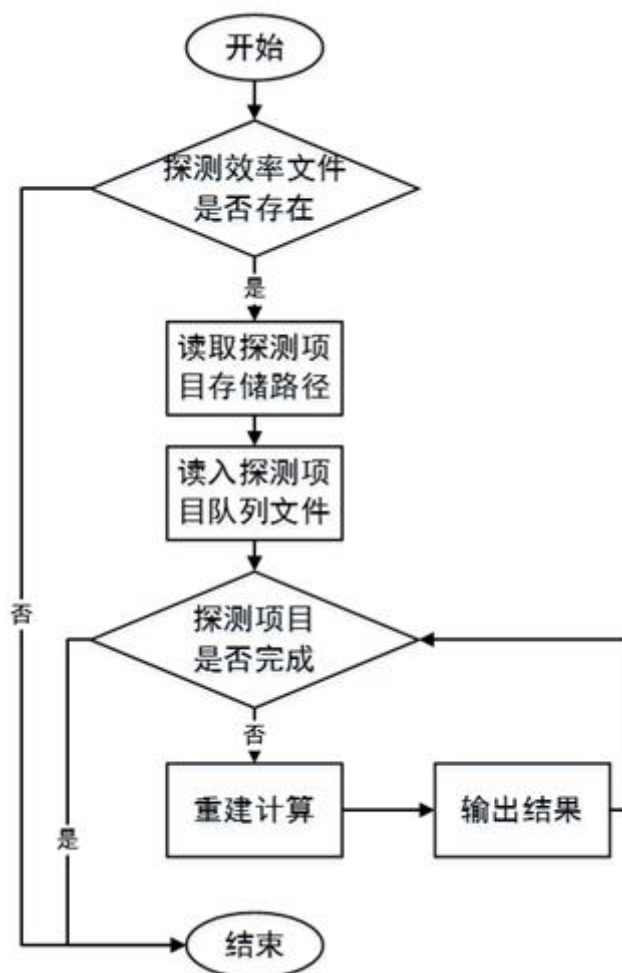 开始
探测效率文件
是否存在
是
读取探测项
目存储路径
读入探测项
目队列文件
否
探测项目
是否完成
否
重建计算
输出结果
是
结束